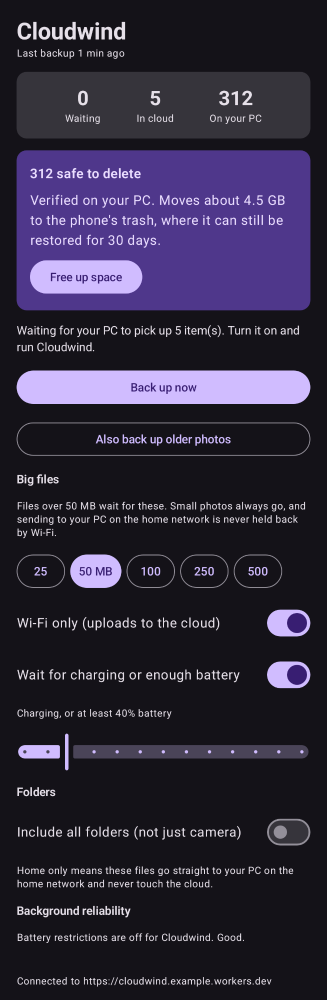 Cloudwind
Last backup 1 min ago
0 5 312
Waiting In cloud On your PC
312 safe to delete
Verified on your PC. Moves about 4.5 GB
to the phone's trash, where it can still be
restored for 30 days.
Free up space
Waiting for your PC to pick up 5 item(s). Turn it on and
run Cloudwind.
Back up now
Also back up older photos
Big files
Files over 50 MB wait for these. Small photos always go, and
sending to your PC on the home network is never held back
by Wi-Fi.
25 50 MB 100 250 500
Wi-Fi only (uploads to the cloud)
Wait for charging or enough battery
Charging, or at least 40% battery
Folders
Include all folders (not just camera)
Home only means these files go straight to your PC on the
home network and never touch the cloud.
Background reliability
Battery restrictions are off for Cloudwind. Good.
Connected to https://cloudwind.example.workers.dev